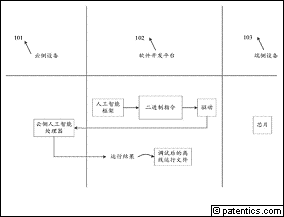 101
102
103
云侧设备
软件开发平台
端侧设备
人工智能
框架
二进制指令
驱动
云侧人工智能
处理器
芯片
运行结果
调试后的离
线运行文件
© patentics.com